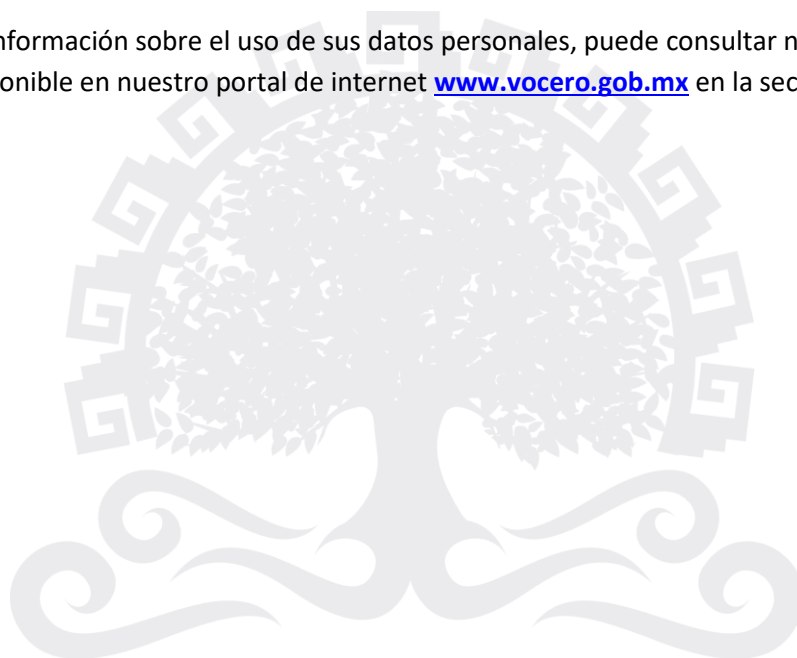 información sobre el uso de sus datos personales, puede consultar n
onible en nuestro portal de internet www.vocero.gob.mx en la sec